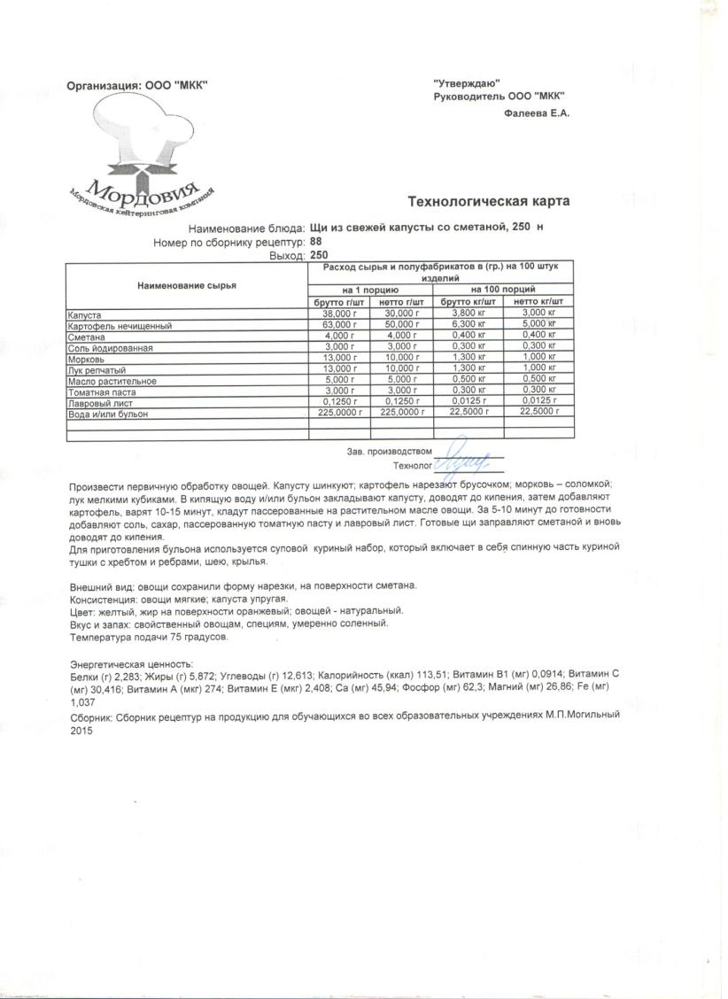 Организация: ООО "МКК"
"Утверждаю"
Руководитель ООО "МКК"
Фалеева Е.А.
Мордовия
Мордовская кейтеринговая компания
Технологическая карта
Наименование блюда: Щи из свежей капусты со сметаной, 250 н
Номер по сборнику рецептур: 88
Выход: 250
Наименование сырья
Расход сырья и полуфабрикатов в (гр.) на 100 штук
изделий
на 1 порцию на 100 порций
брутто г/шт нетто г/шт брутто кг/шт нетто кг/шт
Капуста 38,000 г 30,000 г 3,800 кг 3,000 кг
Картофель нечищенный 63,000 г 50,000 г 6,300 кг 5,000 кг
Сметана 4,000 г 4,000 г 0,400 кг 0,400 кг
Соль йодированная 3,000 г 3,000 г 0,300 кг 0,300 кг
Морковь 13,000 г 10,000 г 1,300 кг 1,000 кг
Лук репчатый 13,000 г 10,000 г 1,300 кг 1,000 кг
Масло растительное 5,000 г 5,000 г 0,500 кг 0,500 кг
Томатная паста 3,000 г 3,000 г 0,300 кг 0,300 кг
Лавровый лист 0,1250 г 0,1250 г 0,0125 г 0,0125 г
Вода и/или бульон 225,0000 г 225,0000 г 22,5000 г 22,5000 г
Зав. производством
Технолог
Произвести первичную обработку овощей. Капусту шинкуют; картофель нарезают брусочком; морковь – соломкой;
лук мелкими кубиками. В кипящую воду и/или бульон закладывают капусту, доводят до кипения, затем добавляют
картофель, варят 10-15 минут, кладут пассерованные на растительном масле овощи. За 5-10 минут до готовности
добавляют соль, сахар, пассерованную томатную пасту и лавровый лист. Готовые щи заправляют сметаной и вновь
доводят до кипения.
Для приготовления бульона используется суповой куриный набор, который включает в себя спинную часть куриной
тушки с хребтом и ребрами, шею, крылья.
Внешний вид: овощи сохранили форму нарезки, на поверхности сметана.
Консистенция: овощи мягкие; капуста упругая.
Цвет: желтый, жир на поверхности оранжевый; овощей - натуральный.
Вкус и запах: свойственный овощам, специям, умеренно соленный.
Температура подачи 75 градусов.
Энергетическая ценность:
Белки (г) 2,283; Жиры (г) 5,872; Углеводы (г) 12,613; Калорийность (ккал) 113,51; Витамин B1 (мг) 0,0914; Витамин С
(мг) 30,416; Витамин А (мкг) 274; Витамин Е (мкг) 2,408; Са (мг) 45,94; Фосфор (мг) 62,3; Магний (мг) 26,86; Fe (мг)
1,037
Сборник: Сборник рецептур на продукцию для обучающихся во всех образовательных учреждениях М.П.Могильный
2015